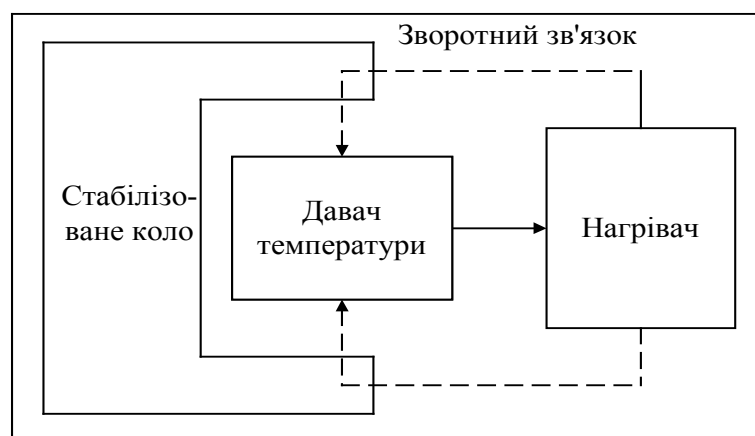 Зворотний зв'язок
Стабілізо-
ване коло
Давач
температури
Нагрівач